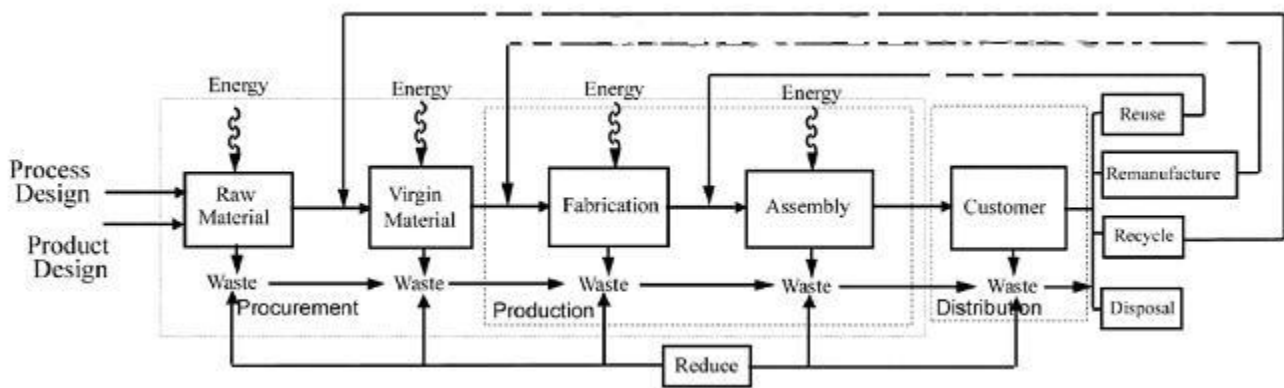 Energy
Energy
Energy
Energy
Reuse
Process
Design
Raw
Material
Virgin
Material
Fabrication
Assembly
Customer
Remanufacture
Product
Design
Recycle
Waste
Waste
Waste
Waste
Waste
Procurement
Production
Distribution
Disposal
Reduce